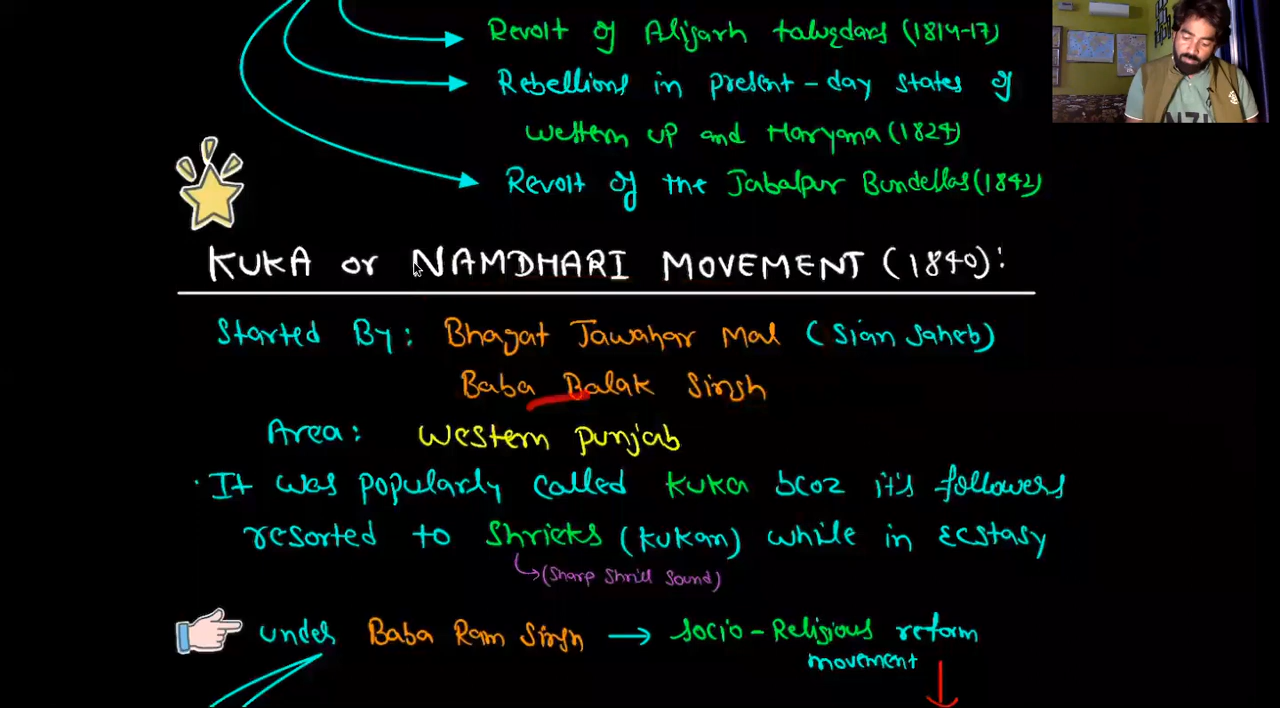 Revolt of Aligarh taluqdars (1814-17)
Rebellions in present-day states of
Western UP and Haryana (1824)
Revolt of the Jabalpur Bundellas (1842)
KUKA or NAMDHARI MOVEMENT (1840):
Started By: Bhagat Jawahar Mal (Sian Saheb)
Baba Balak Singh
Area: Western Punjab
· It was popularly called Kuka bcoz it's followers
resorted to Shrieks (Kukan) while in Ecstasy
(Sharp Shrill Sound)
under Baba Ram Singh → Socio-Religious reform
movement